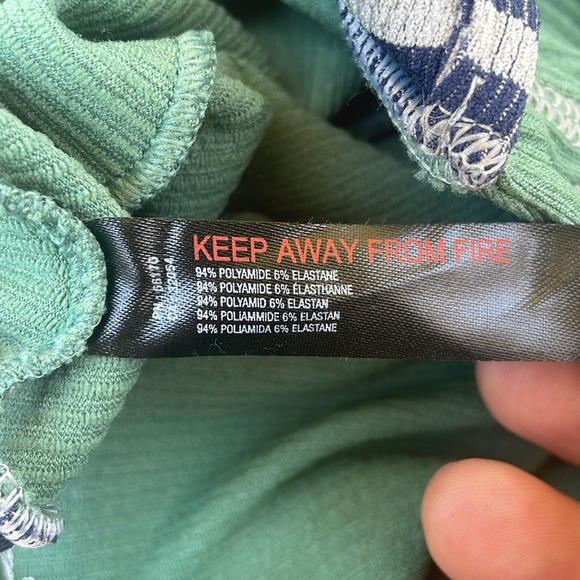 KEEP AWAY FROM FIRE
94% POLYAMIDE 6% ELASTANE
94% POLYAMIDE 6% ÉLASTHANNE
94% POLYAMID 6% ELASTAN
94% POLIAMMIDE 6% ELASTAN
94% POLIAMIDA 6% ELASTANE